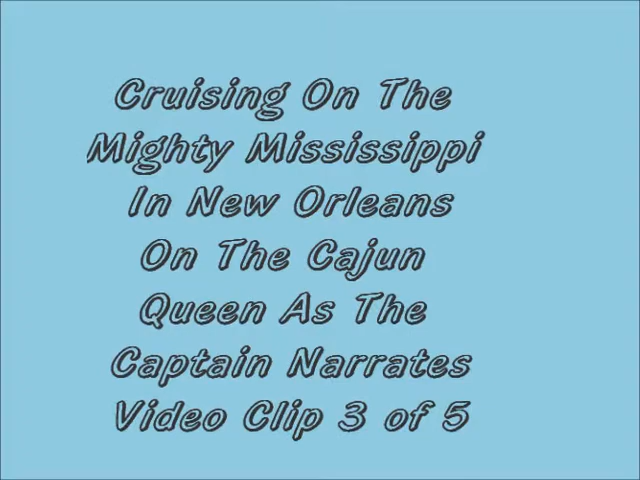 Cruising On The
Mighty Mississippi
In New Orleans
On The Cajun
Queen As The
Captain Narrates
Video Clip 3 of 5